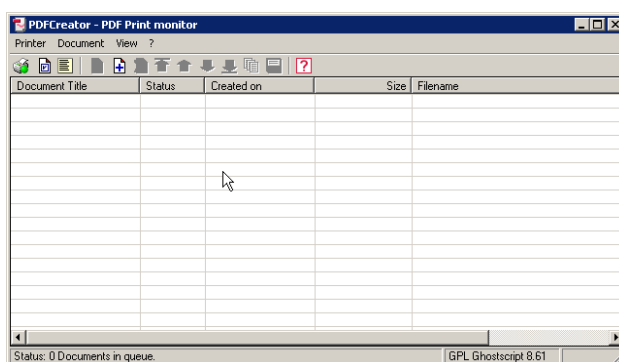 PDFCreator - PDF Print monitor
Printer Document View ?
?
Document Title Status Created on Size Filename
Status: 0 Documents in queue. GPL Ghostscript 8.61